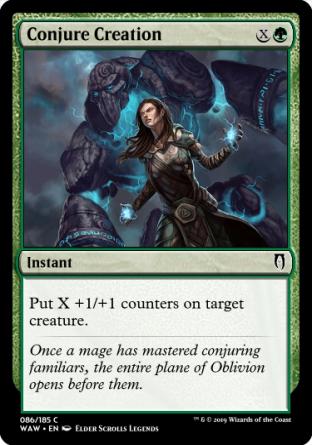 Conjure Creation X
Instant
Put X +1/+1 counters on target
creature.
Once a mage has mastered conjuring
familiars, the entire plane of Oblivion
opens before them.
086/185 C
WAW • EN Elder Scrolls Legends
™ & © 2019 Wizards of the Coast